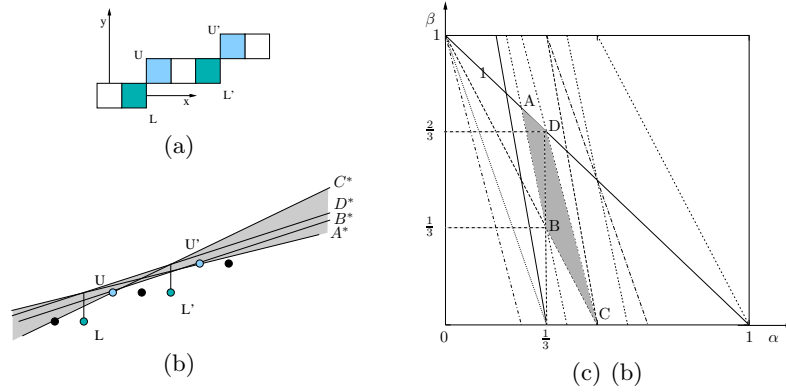 y
U'
U
x
L'
L
(a)
C*
D*
B*
A*
U'
U
L'
L
(b)
β
1
1
A
D
2/3
B
1/3
C
0
1/3
1
α
(c) (b)